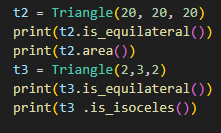 t2 = Triangle(20, 20, 20)
print(t2.is_equilateral())
print(t2.area())
t3 = Triangle(2,3,2)
print(t3.is_equilateral())
print(t3 .is_isoceles ())